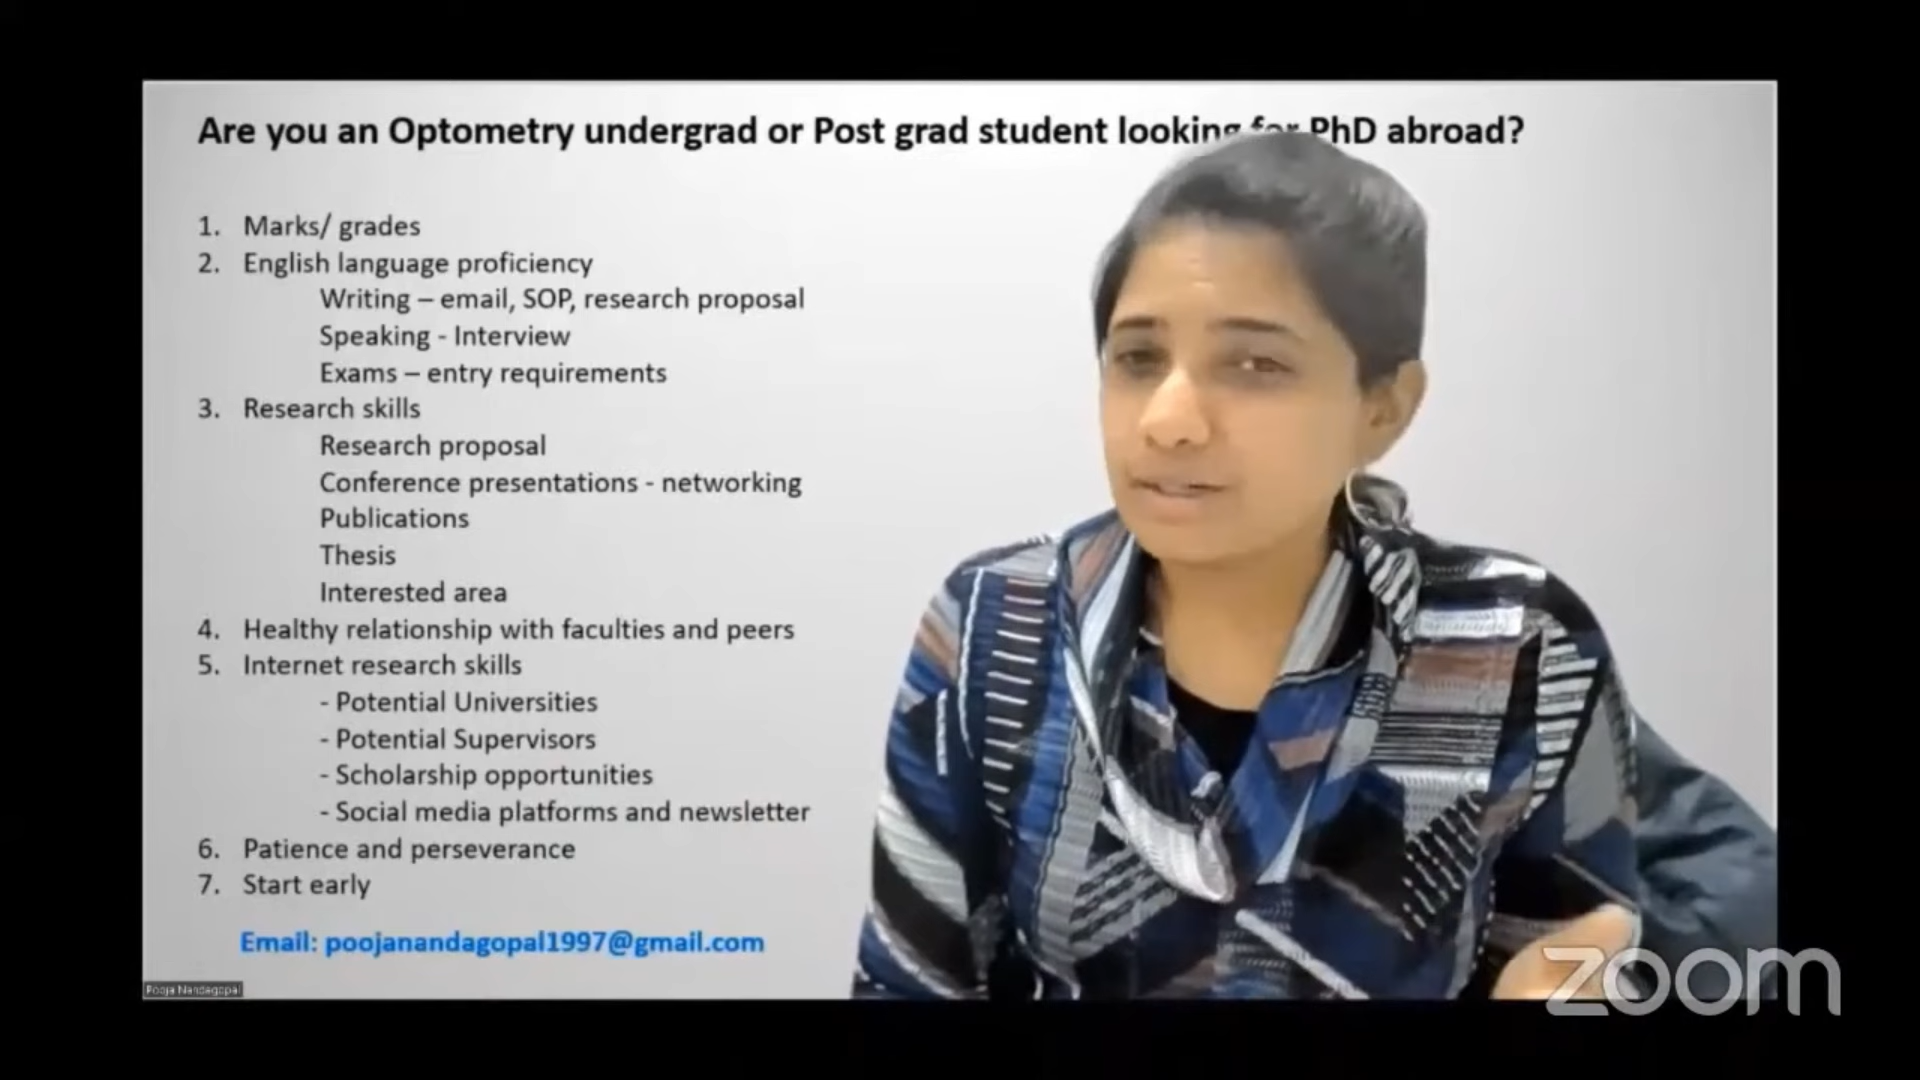 Are you an Optometry undergrad or Post grad student looking for PhD abroad?
1. Marks/ grades
2. English language proficiency
Writing – email, SOP, research proposal
Speaking - Interview
Exams – entry requirements
3. Research skills
Research proposal
Conference presentations - networking
Publications
Thesis
Interested area
4. Healthy relationship with faculties and peers
5. Internet research skills
- Potential Universities
- Potential Supervisors
- Scholarship opportunities
- Social media platforms and newsletter
6. Patience and perseverance
7. Start early
Email: poojanandagopal1997@gmail.com
Pooja Nandagopal
zoom